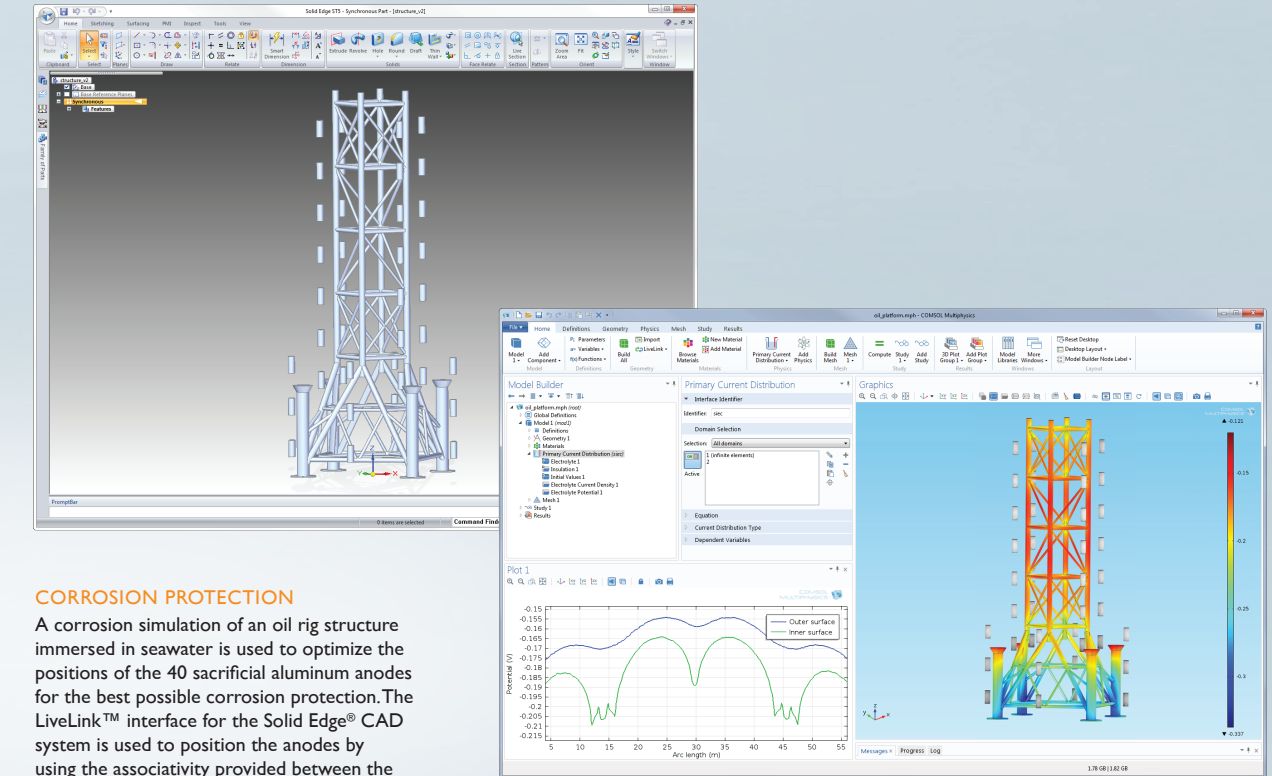 Solid Edge ST5 - Synchronous Part - [structure_v2]
Home Sketching Surfacing PMI Inspect Tools View
Paste Select Smart Dimension Extrude Revolve Hole Round Draft Thin Wall Live Section Zoom Area Fit Style Switch Windows
Clipboard Select Planes Draw Relate Dimension Solids Face Relate Section Pattern Orient Style Window
structure_v2
Base
Base Reference Planes
Synchronous
Features
Family of Parts
Z
Y X
PromptBar
0 items are selected Command Find
oil_platform.mph - COMSOL Multiphysics
File Home Definitions Geometry Physics Mesh Study Results
Model 1 Add Component Pi Parameters a= Variables f(x) Functions Build All Import LiveLink Browse Materials New Material Add Material Primary Current Distribution Add Physics Build Mesh Mesh 1 Compute Study 1 Add Study 3D Plot Group 1 Add Plot Group Model Libraries More Windows Reset Desktop Desktop Layout Model Builder Node Label
Model Definitions Geometry Materials Physics Mesh Study Results Windows Layout
Model Builder
oil_platform.mph (root)
Global Definitions
Model 1 (mod1)
Definitions
Geometry 1
Materials
Primary Current Distribution (siec)
Electrolyte 1
Insulation 1
Initial Values 1
Electrolyte Current Density 1
Electrolyte Potential 1
Mesh 1
Study 1
Results
Primary Current Distribution
Interface Identifier
Identifier: siec
Domain Selection
Selection: All domains
1 (infinite elements)
2
Active
Equation
Current Distribution Type
Dependent Variables
Graphics
COMSOL
MULTIPHYSICS
▲ -0.121
-0.15
-0.2
-0.25
-0.3
▼ -0.337
z
y x
Messages Progress Log
Plot 1
COMSOL
MULTIPHYSICS
Outer surface
Inner surface
-0.15
-0.155
-0.16
-0.165
-0.17
-0.175
-0.18
-0.185
-0.19
-0.195
-0.2
-0.205
-0.21
-0.215
Potential (V)
5 10 15 20 25 30 35 40 45 50 55
Arc length (m)
1.78 GB | 1.82 GB
CORROSION PROTECTION
A corrosion simulation of an oil rig structure
immersed in seawater is used to optimize the
positions of the 40 sacrificial aluminum anodes
for the best possible corrosion protection. The
LiveLink™ interface for the Solid Edge® CAD
system is used to position the anodes by
using the associativity provided between the